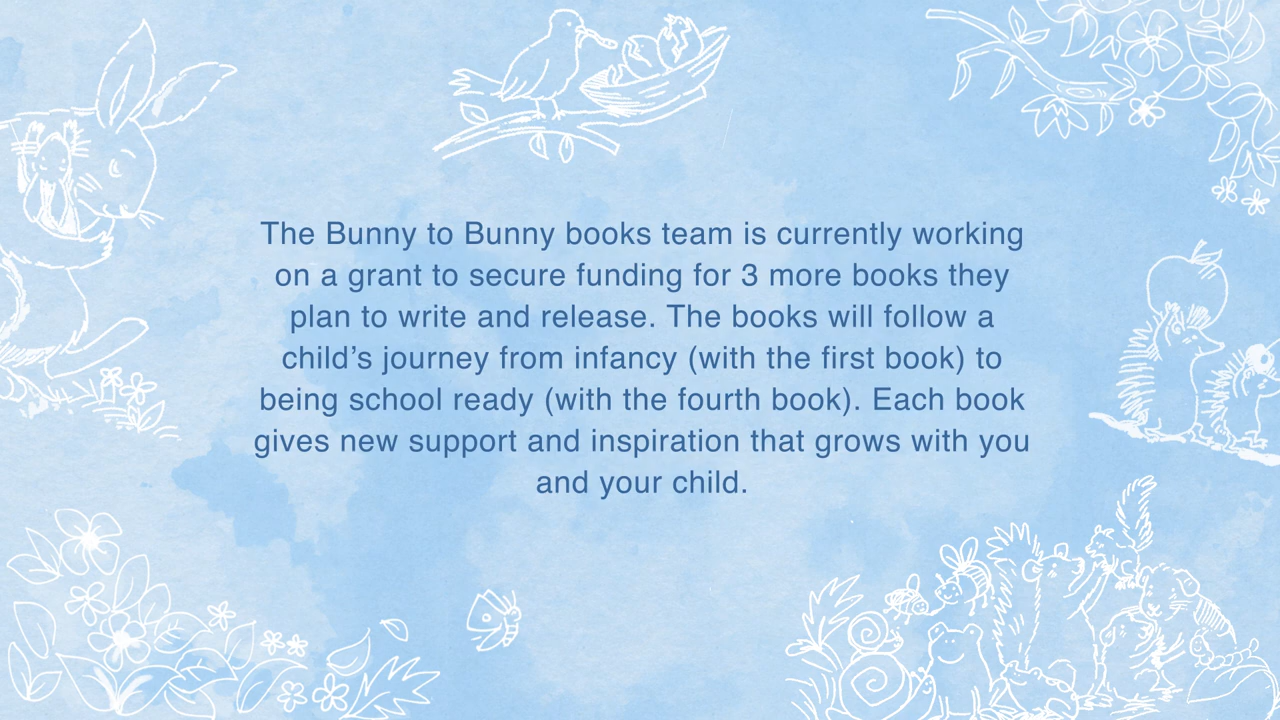 The Bunny to Bunny books team is currently working
on a grant to secure funding for 3 more books they
plan to write and release. The books will follow a
child’s journey from infancy (with the first book) to
being school ready (with the fourth book). Each book
gives new support and inspiration that grows with you
and your child.